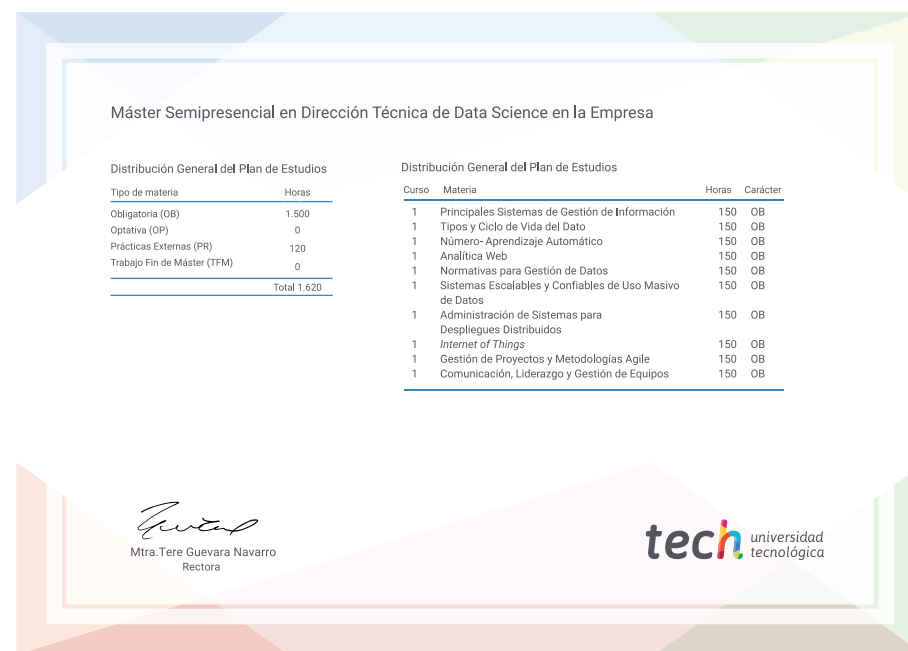 Máster Semipresencial en Dirección Técnica de Data Science en la Empresa
Distribución General del Plan de Estudios
Tipo de materia Horas
Obligatoria (OB) 1.500
Optativa (OP) 0
Prácticas Externas (PR) 120
Trabajo Fin de Máster (TFM) 0
Total 1.620
Distribución General del Plan de Estudios
Curso Materia Horas Carácter
1 Principales Sistemas de Gestión de Información 150 OB
1 Tipos y Ciclo de Vida del Dato 150 OB
1 Número- Aprendizaje Automático 150 OB
1 Analítica Web 150 OB
1 Normativas para Gestión de Datos 150 OB
1 Sistemas Escalables y Confiables de Uso Masivo 150 OB
de Datos
1 Administración de Sistemas para 150 OB
Despliegues Distribuidos
1 Internet of Things 150 OB
1 Gestión de Proyectos y Metodologías Agile 150 OB
1 Comunicación, Liderazgo y Gestión de Equipos 150 OB
Mtra.Tere Guevara Navarro
Rectora
tech universidad
tecnológica